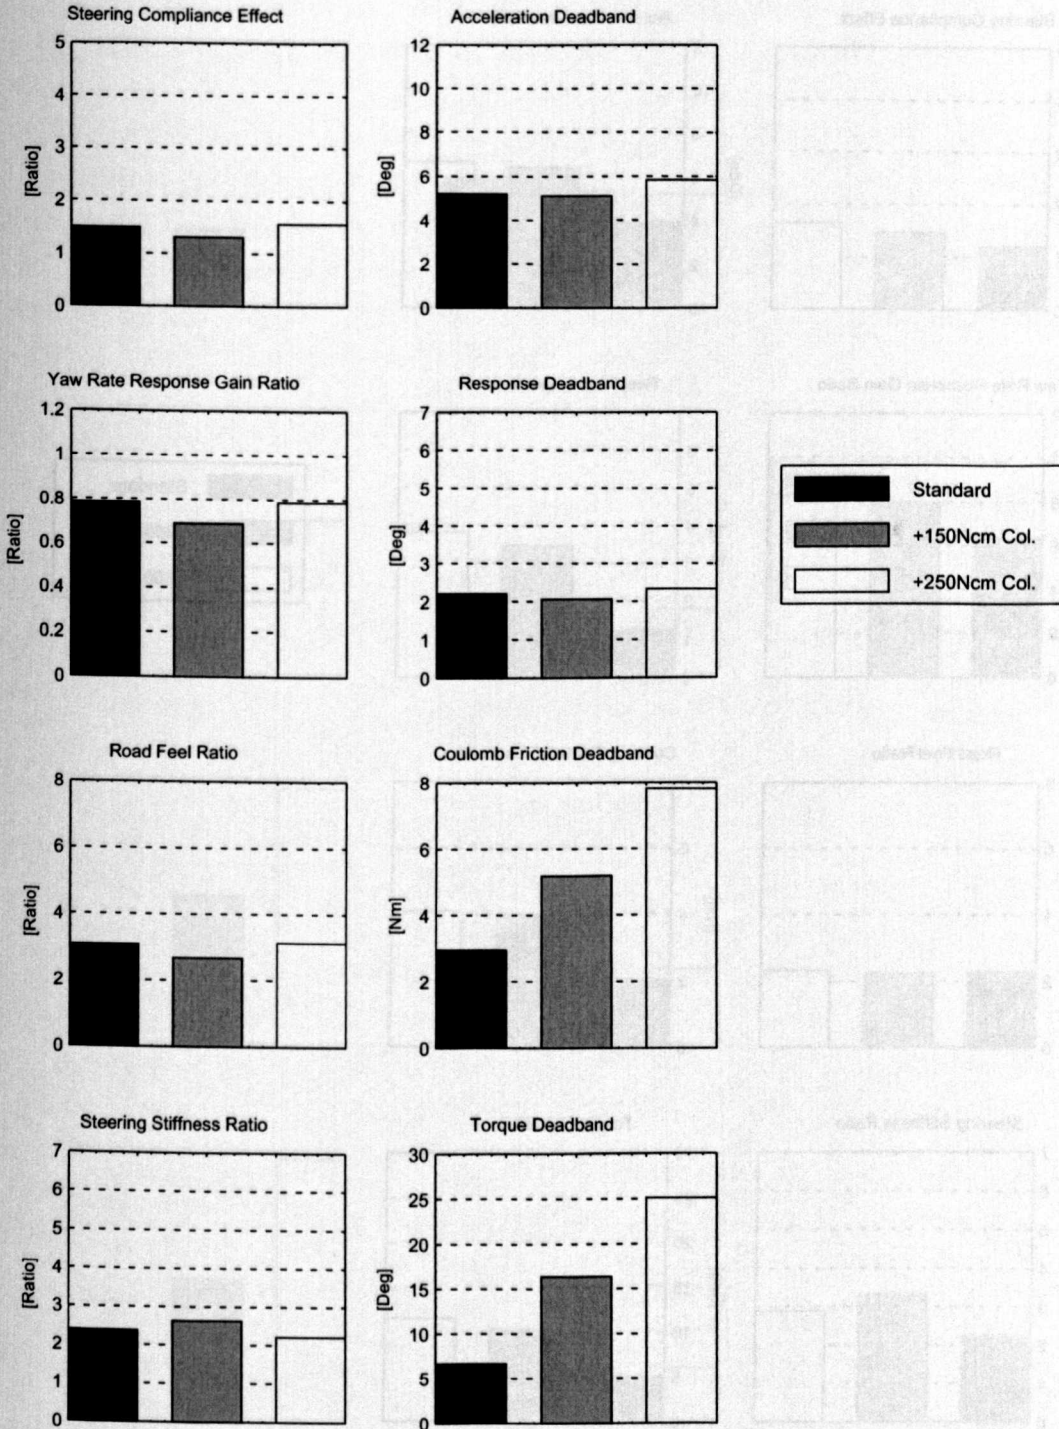 Steering Compliance Effect
5
4
3
2
1
0
[Ratio]
Acceleration Deadband
12
10
8
6
4
2
0
[Deg]
Yaw Rate Response Gain Ratio
1.2
1
0.8
0.6
0.4
0.2
0
[Ratio]
Response Deadband
7
6
5
4
3
2
1
0
[Deg]
Standard
+150Ncm Col.
+250Ncm Col.
Road Feel Ratio
8
6
4
2
0
[Ratio]
Coulomb Friction Deadband
8
6
4
2
0
[Nm]
Steering Stiffness Ratio
7
6
5
4
3
2
1
0
[Ratio]
Torque Deadband
30
25
20
15
10
5
0
[Deg]